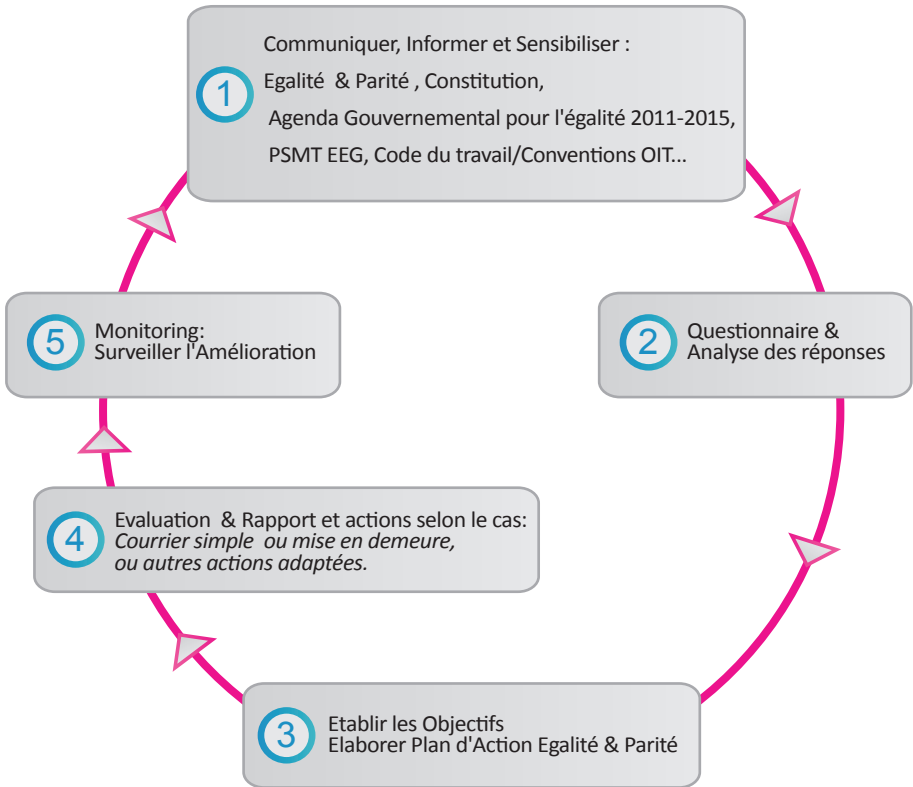 1
Communiquer, Informer et Sensibiliser :
Egalité & Parité , Constitution,
Agenda Gouvernemental pour l'égalité 2011-2015,
PSMT EEG, Code du travail/Conventions OIT...
2
Questionnaire &
Analyse des réponses
3
Etablir les Objectifs
Elaborer Plan d'Action Egalité & Parité
4
Evaluation & Rapport et actions selon le cas:
Courrier simple ou mise en demeure,
ou autres actions adaptées.
5
Monitoring:
Surveiller l'Amélioration